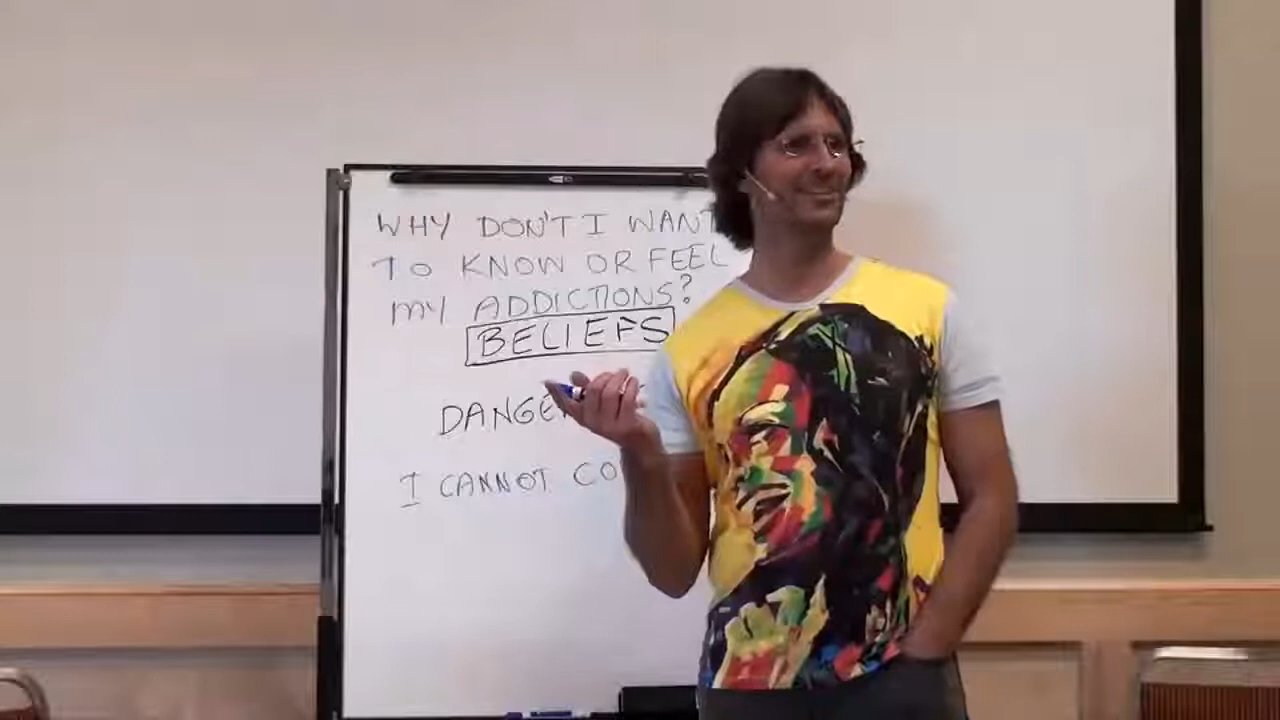 WHY DON'T I WANT
TO KNOW OR FEEL
MY ADDICTIONS?
BELIEFS
I CANNOT